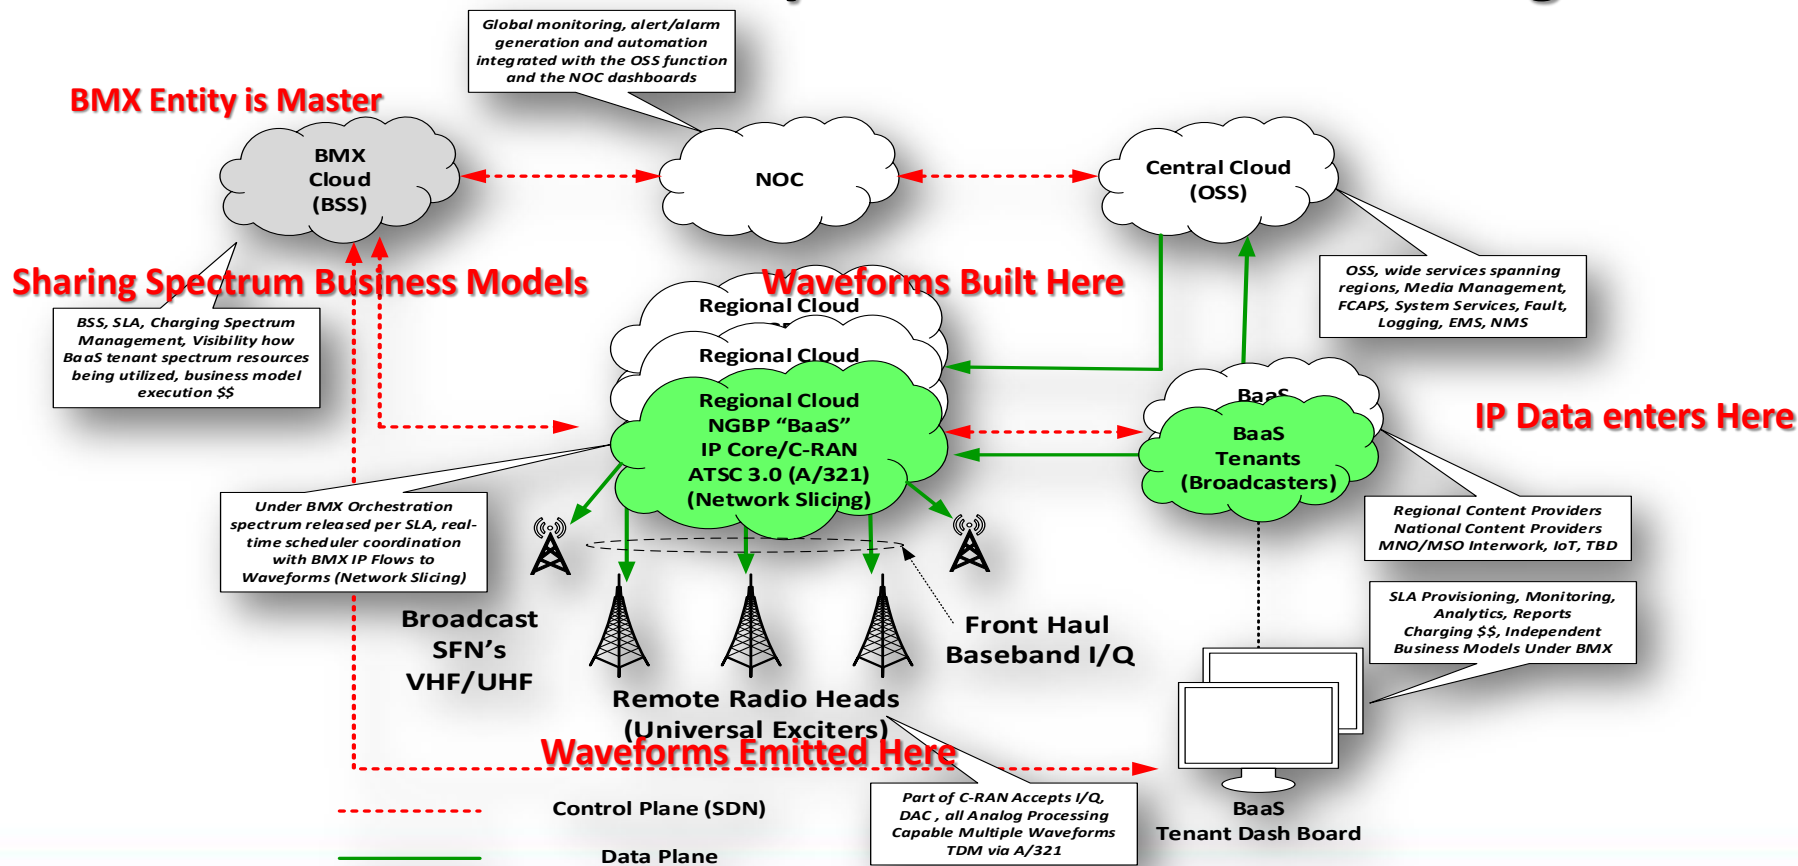 Global monitoring, alert/alarm
generation and automation
integrated with the OSS function
and the NOC dashboards
BMX Entity is Master
BMX
Cloud
(BSS)
NOC
Central Cloud
(OSS)
Sharing Spectrum Business Models
Waveforms Built Here
BSS, SLA, Charging Spectrum
Management, Visibility how
BaaS tenant spectrum resources
being utilized, business model
execution $$
OSS, wide services spanning
regions, Media Management,
FCAPS, System Services, Fault,
Logging, EMS, NMS
Regional Cloud
Regional Cloud
Regional Cloud
NGBP “BaaS”
IP Core/C-RAN
ATSC 3.0 (A/321)
(Network Slicing)
BaaS
BaaS
Tenants
(Broadcasters)
IP Data enters Here
Under BMX Orchestration
spectrum released per SLA, real-
time scheduler coordination
with BMX IP Flows to
Waveforms (Network Slicing)
Regional Content Providers
National Content Providers
MNO/MSO Interwork, IoT, TBD
SLA Provisioning, Monitoring,
Analytics, Reports
Charging $$, Independent
Business Models Under BMX
Broadcast
SFN’s
VHF/UHF
Front Haul
Baseband I/Q
Remote Radio Heads
(Universal Exciters)
Waveforms Emitted Here
Part of C-RAN Accepts I/Q,
DAC , all Analog Processing
Capable Multiple Waveforms
TDM via A/321
BaaS
Tenant Dash Board
Control Plane (SDN)
Data Plane